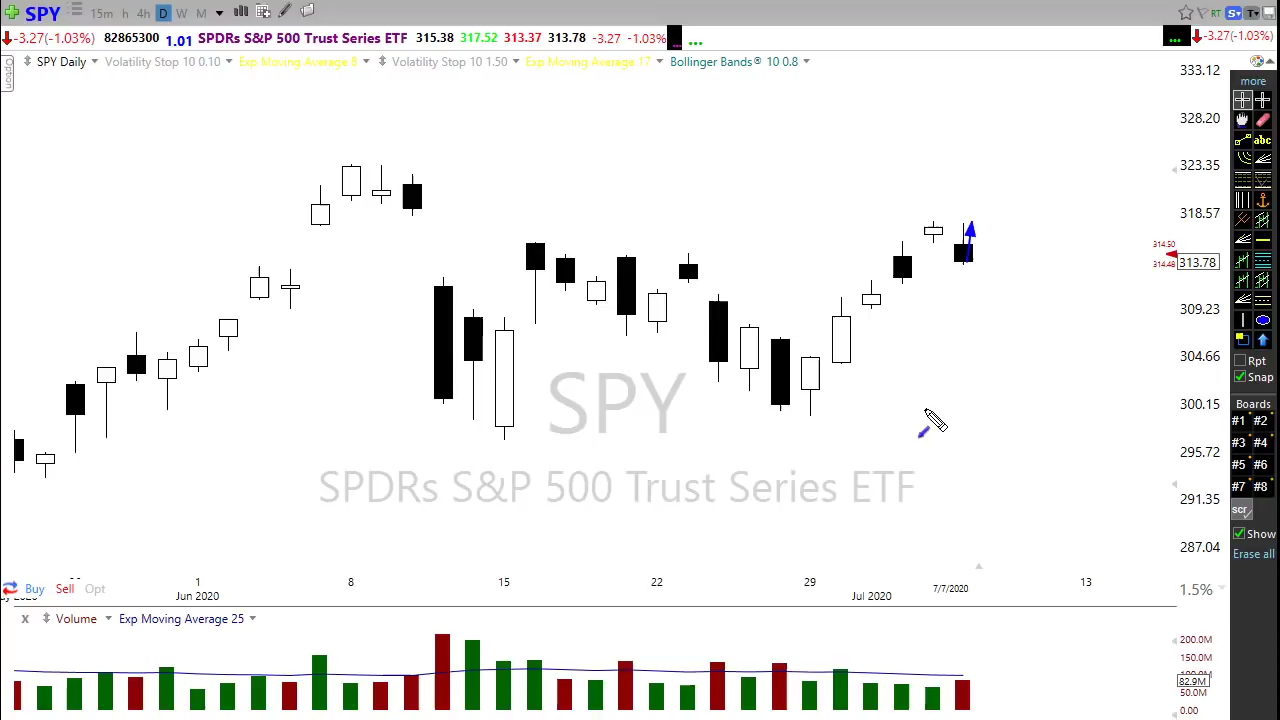 SPY 15m h 4h D W M RT S T
-3.27(-1.03%) 82865300 1.01 SPDRs S&P 500 Trust Series ETF 315.38 317.52 313.37 313.78 -3.27 -1.03% ... ... -3.27(-1.03%)
Option
SPY Daily Volatility Stop 10 0.10 Exp Moving Average 8 Volatility Stop 10 1.50 Exp Moving Average 17 Bollinger Bands® 10 0.8
333.12
328.20
323.35
318.57
314.50
313.78
314.48
309.23
304.66
300.15
295.72
291.35
287.04
more
abc
Rpt
Snap
Boards
#1 #2
#3 #4
#5 #6
#7 #8
scr
Show
Erase all
SPY
SPDRs S&P 500 Trust Series ETF
1 8 15 22 29 13
Buy Sell Opt
Jun 2020 Jul 2020 7/7/2020
1.5%
x Volume Exp Moving Average 25
200.0M
150.0M
82.9M
50.0M
0.00